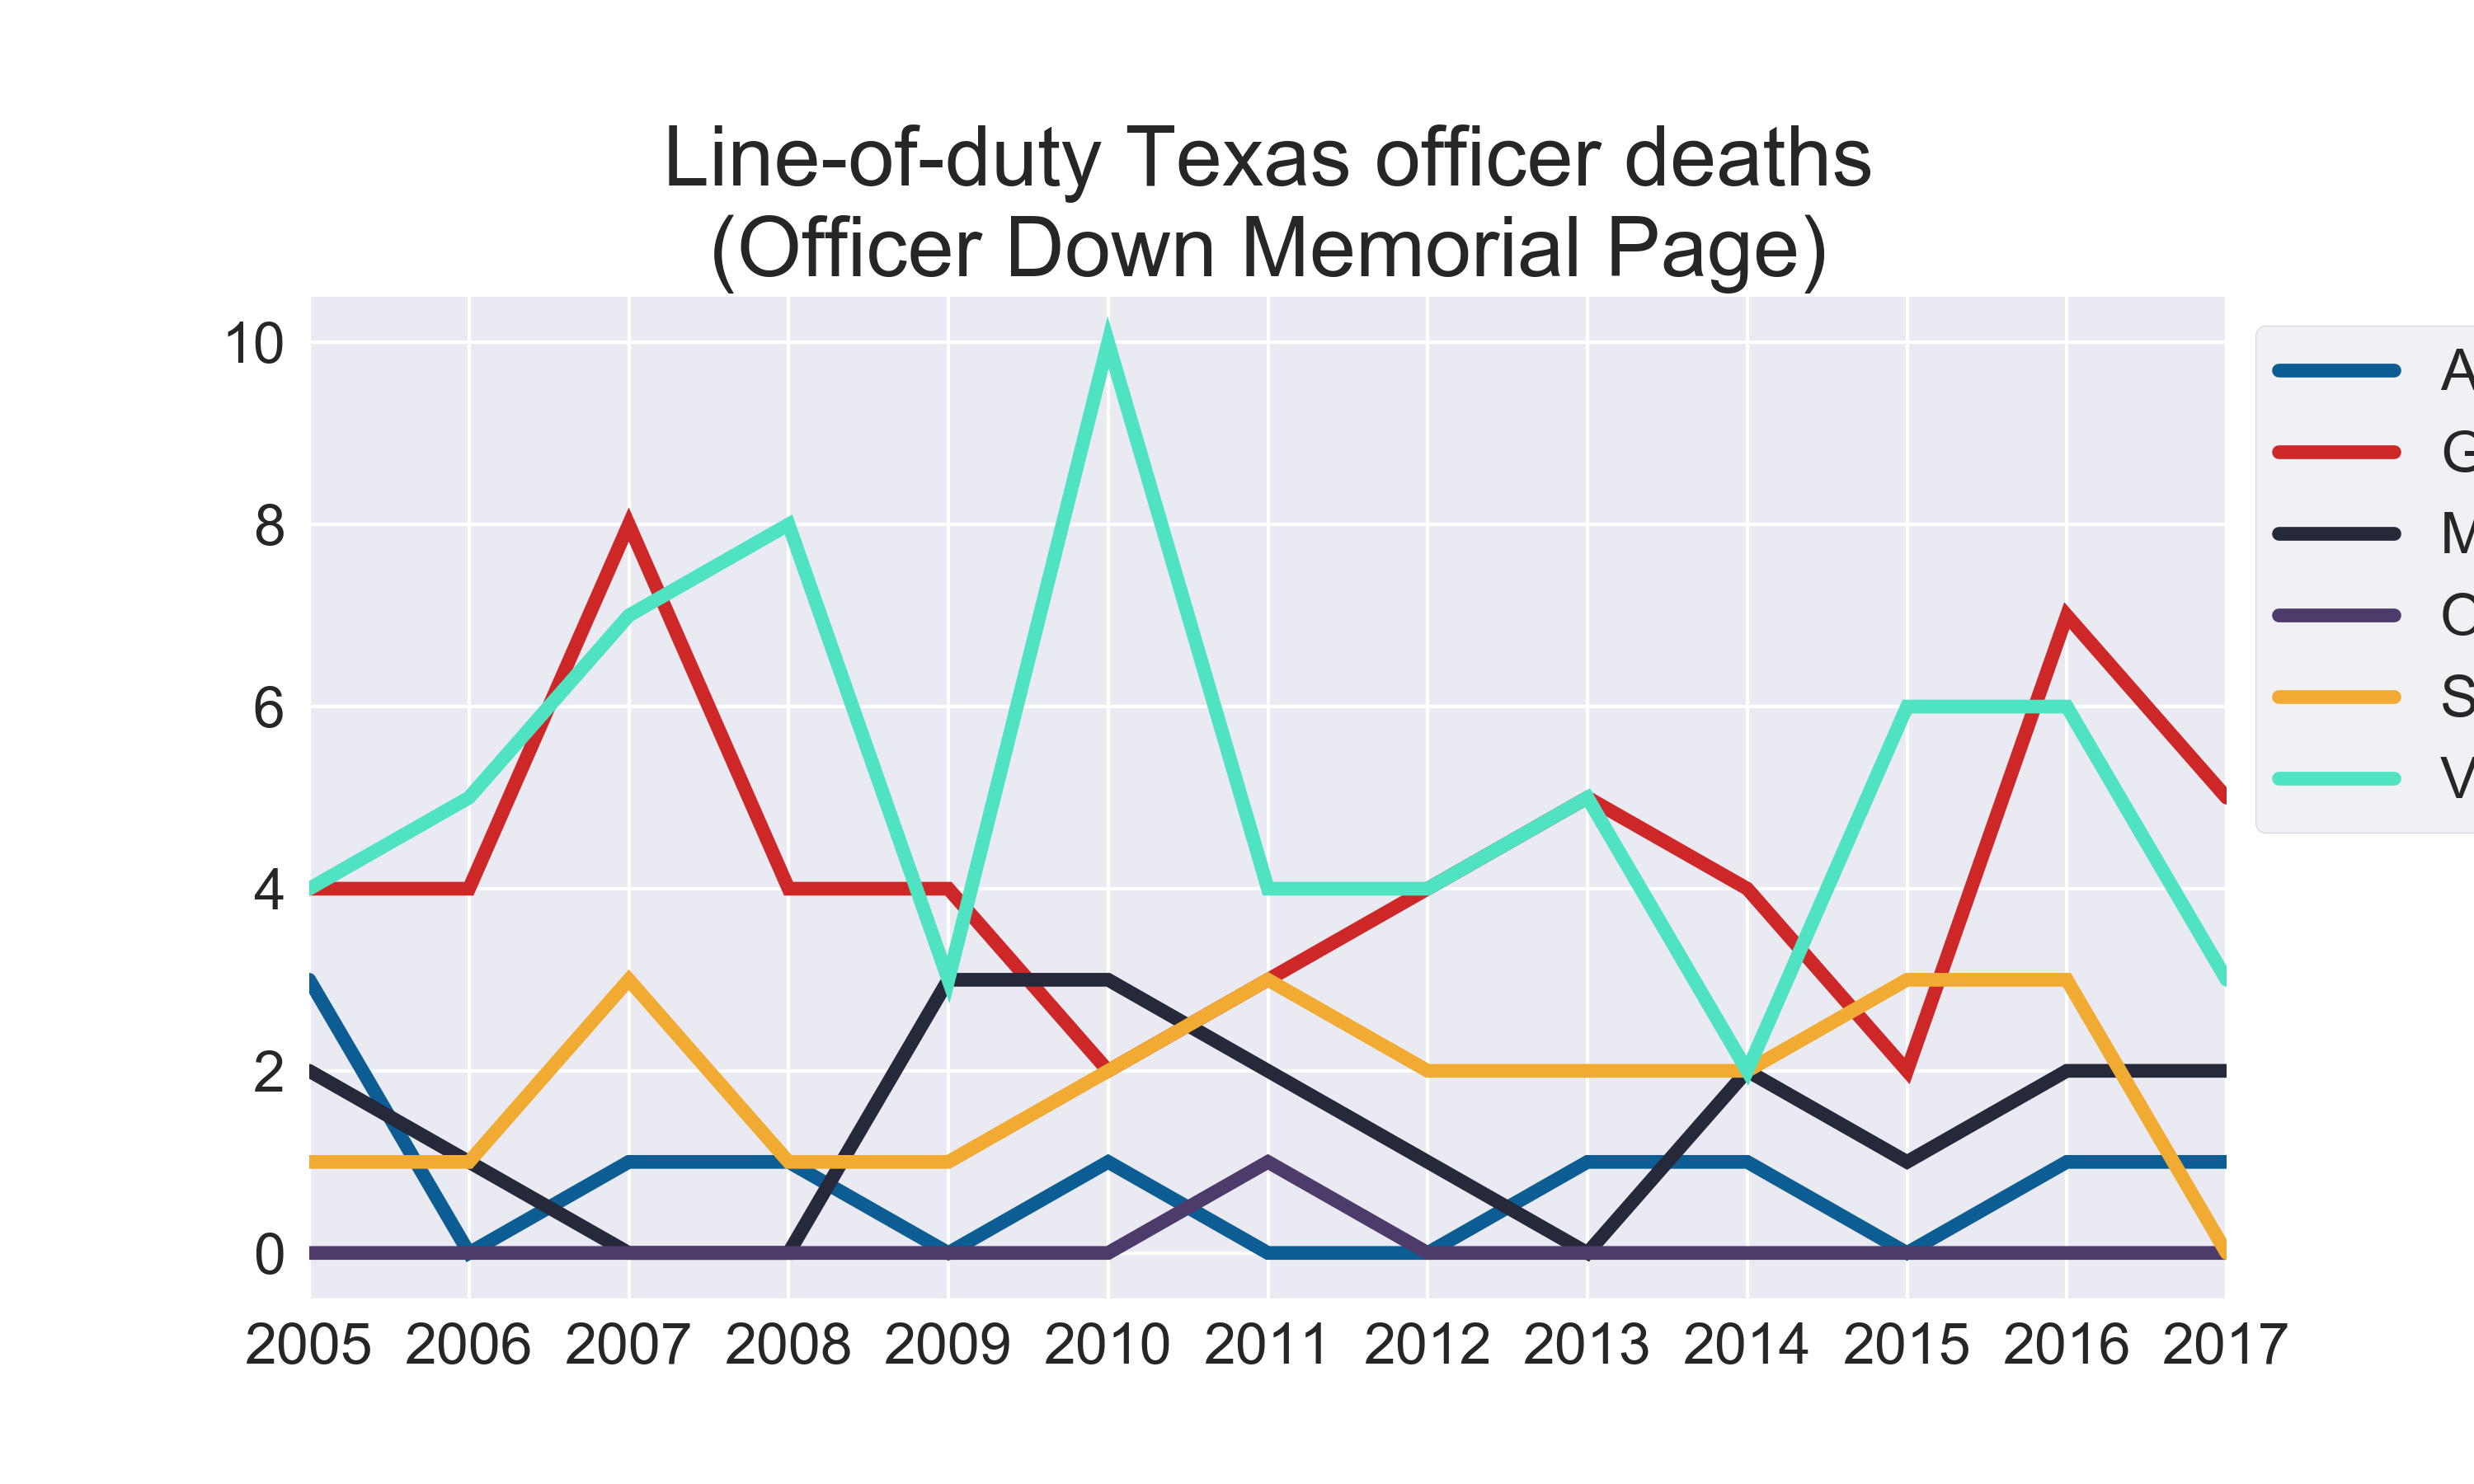 Line-of-duty Texas officer deaths
(Officer Down Memorial Page)
10
8
6
4
2
0
2005 2006 2007 2008 2009 2010 2011 2012 2013 2014 2015 2016 2017
A
G
M
S
V